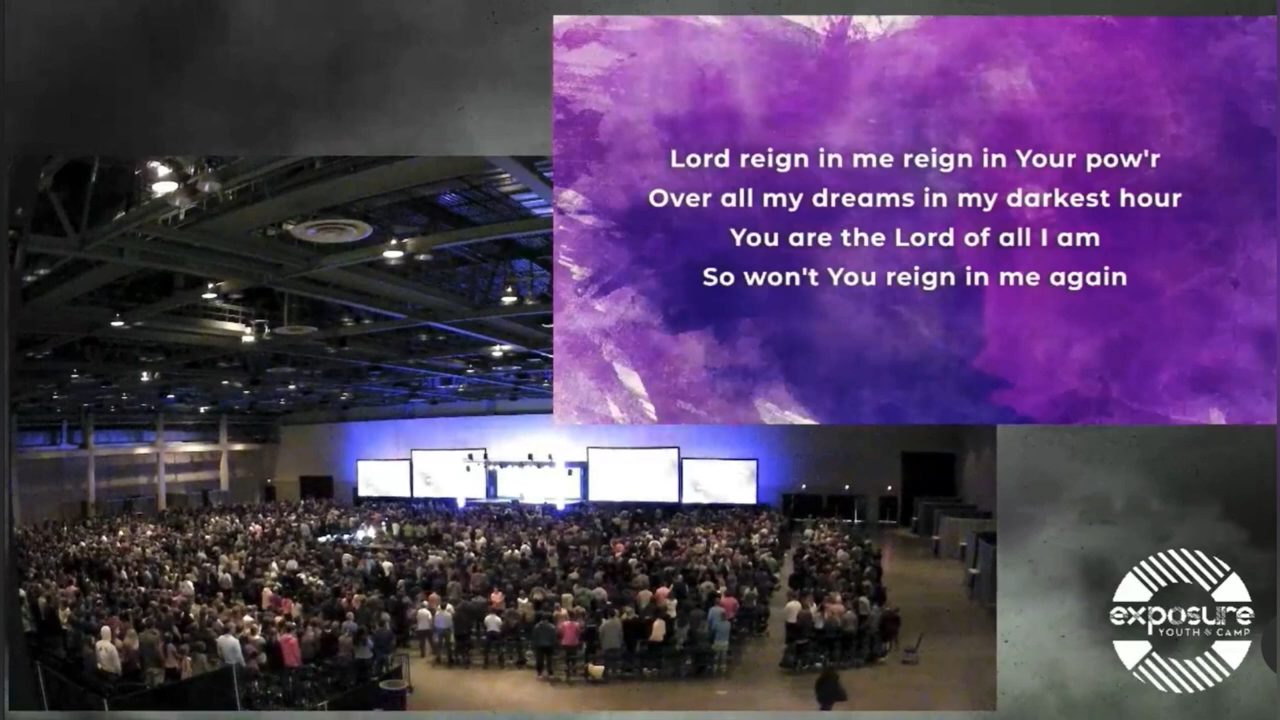 Lord reign in me reign in Your pow'r
Over all my dreams in my darkest hour
You are the Lord of all I am
So won't You reign in me again
exposure
YOUTH & CAMP